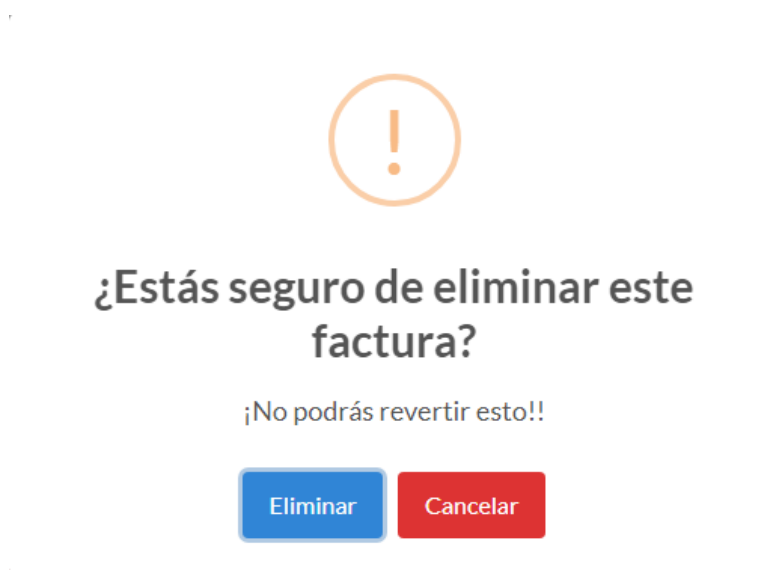 ¿Estás seguro de eliminar este
factura?
¡No podrás revertir esto!!
Eliminar
Cancelar